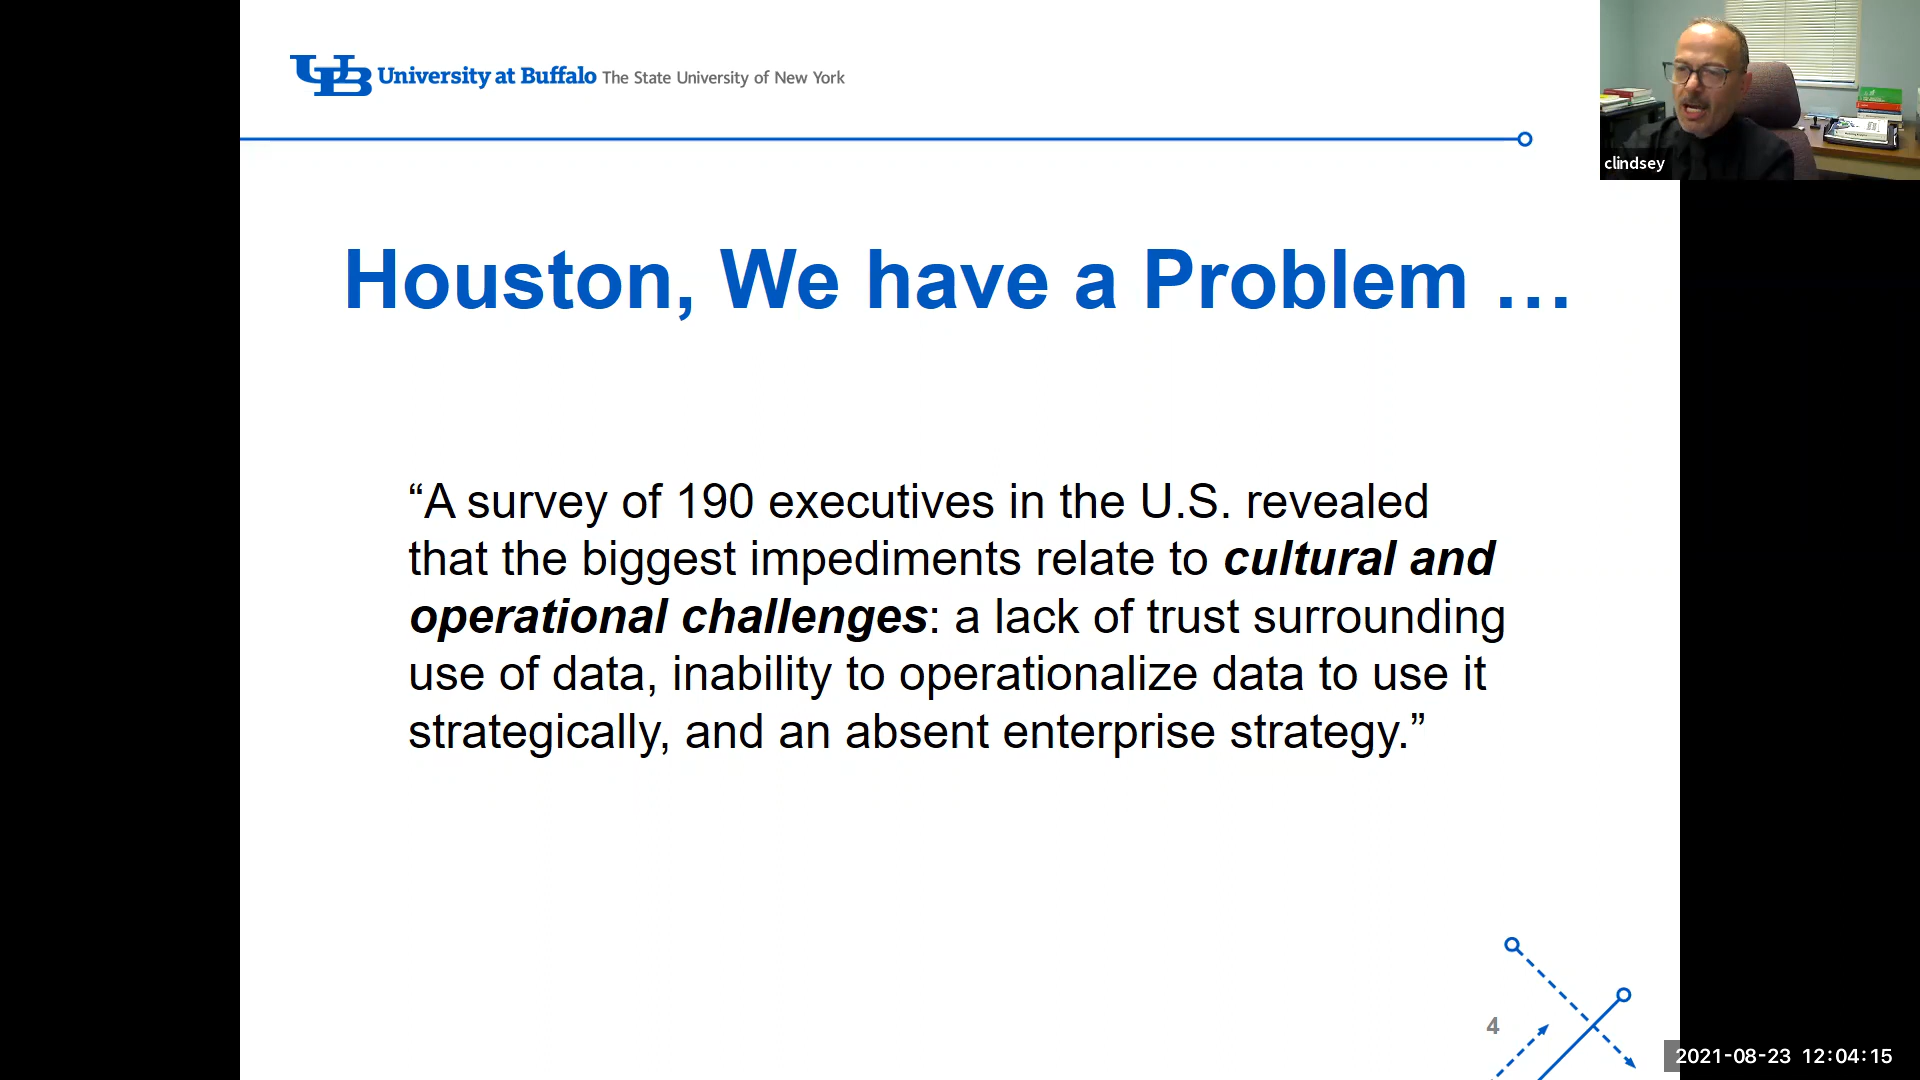 UB University at Buffalo The State University of New York
clindsey
Houston, We have a Problem …
“A survey of 190 executives in the U.S. revealed
that the biggest impediments relate to cultural and
operational challenges: a lack of trust surrounding
use of data, inability to operationalize data to use it
strategically, and an absent enterprise strategy.”
4
2021-08-23 12:04:15